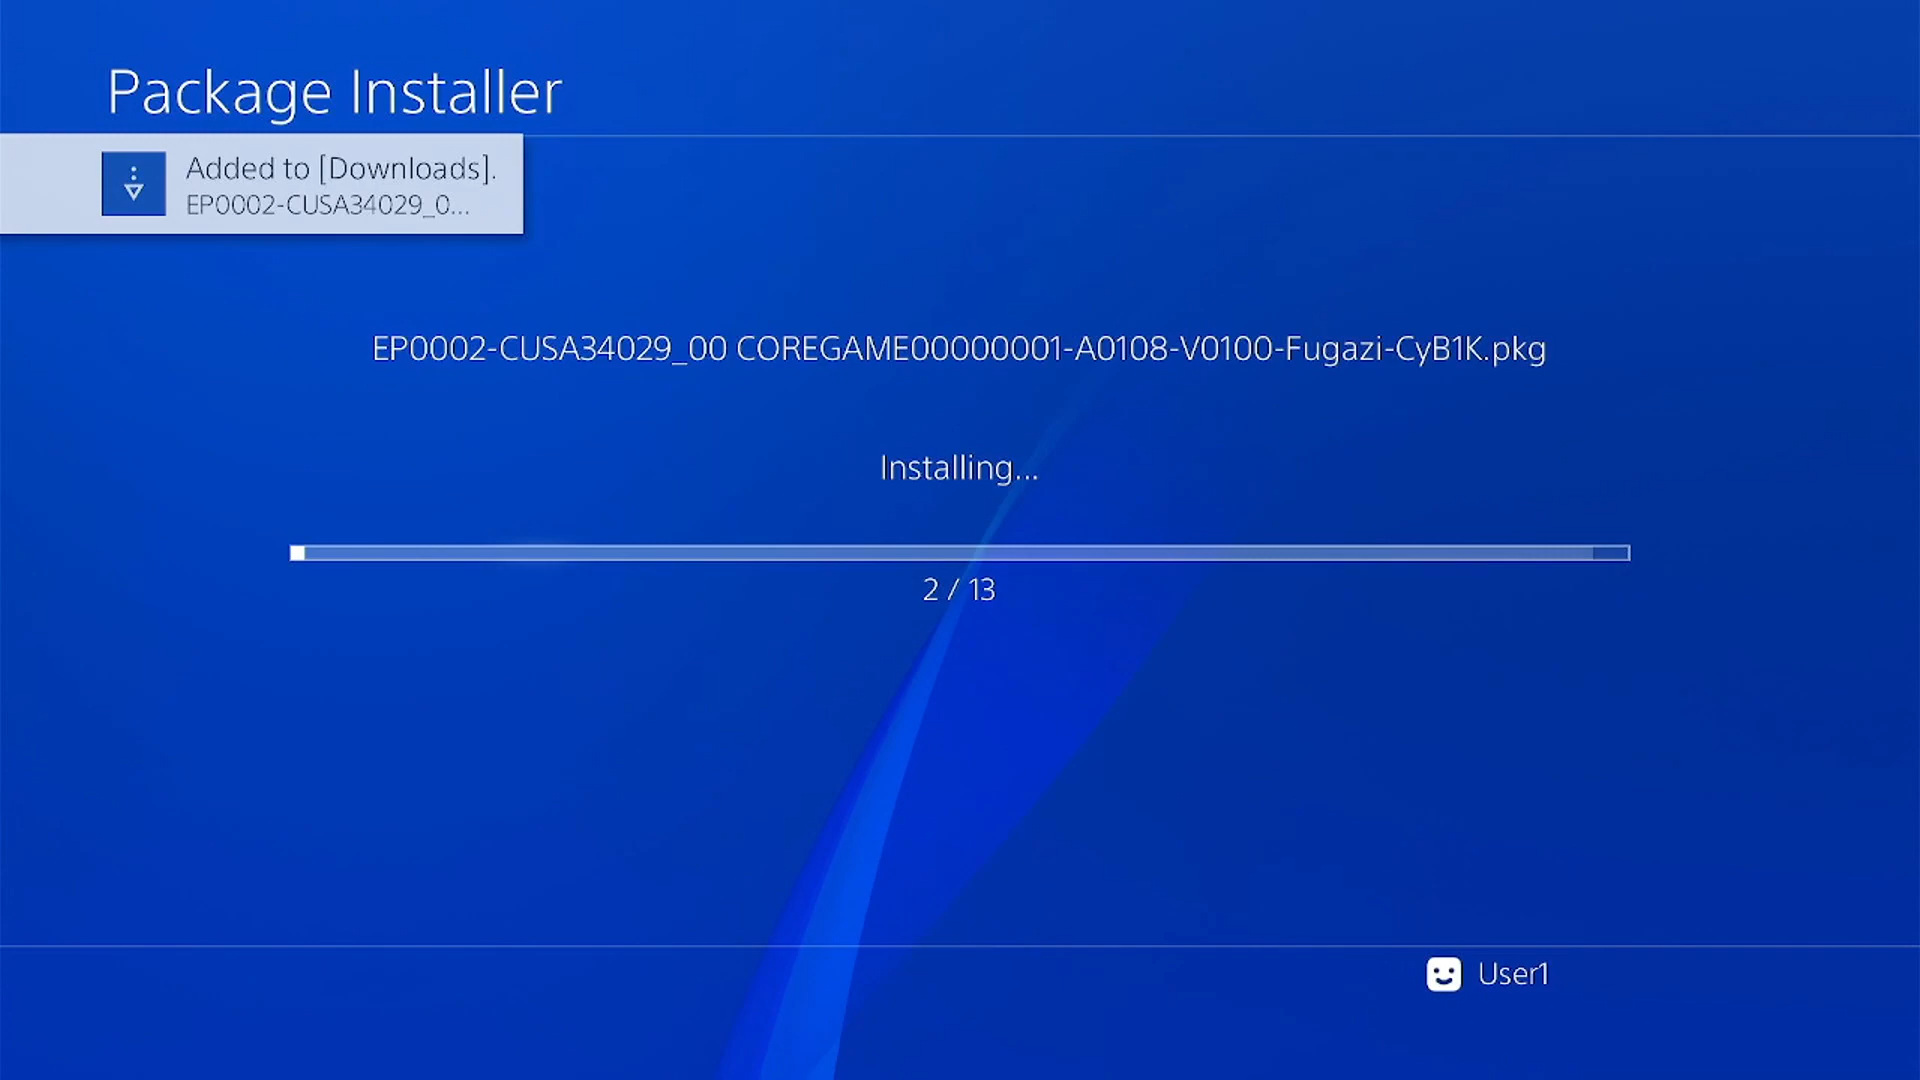 Package Installer
Added to [Downloads].
EP0002-CUSA34029_0...
EP0002-CUSA34029_00 COREGAME00000001-A0108-V0100-Fugazi-CyB1K.pkg
Installing...
2 / 13
User1